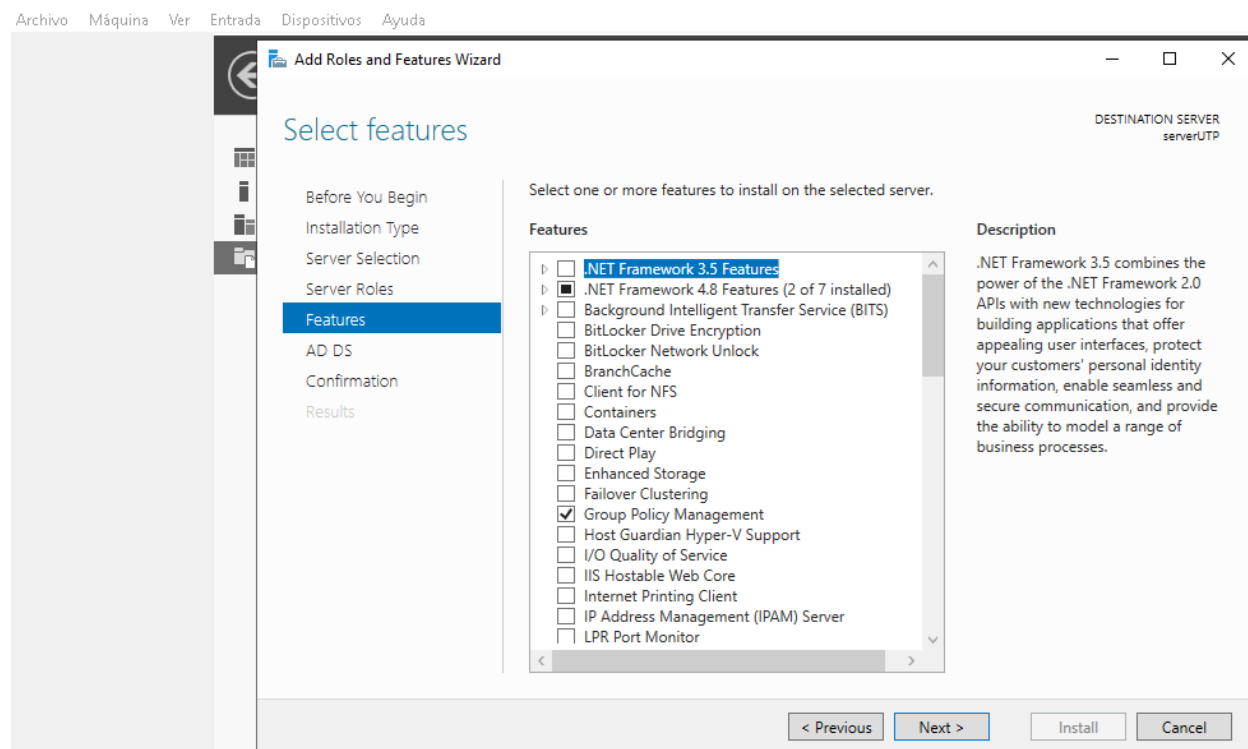 Archivo Máquina Ver Entrada Dispositivos Ayuda
Add Roles and Features Wizard
Select features
DESTINATION SERVER
serverUTP
Before You Begin
Installation Type
Server Selection
Server Roles
Features
AD DS
Confirmation
Results
Select one or more features to install on the selected server.
Features
.NET Framework 3.5 Features
.NET Framework 4.8 Features (2 of 7 installed)
Background Intelligent Transfer Service (BITS)
BitLocker Drive Encryption
BitLocker Network Unlock
BranchCache
Client for NFS
Containers
Data Center Bridging
Direct Play
Enhanced Storage
Failover Clustering
Group Policy Management
Host Guardian Hyper-V Support
I/O Quality of Service
IIS Hostable Web Core
Internet Printing Client
IP Address Management (IPAM) Server
LPR Port Monitor
Description
.NET Framework 3.5 combines the
power of the .NET Framework 2.0
APIs with new technologies for
building applications that offer
appealing user interfaces, protect
your customers' personal identity
information, enable seamless and
secure communication, and provide
the ability to model a range of
business processes.
< Previous Next > Install Cancel